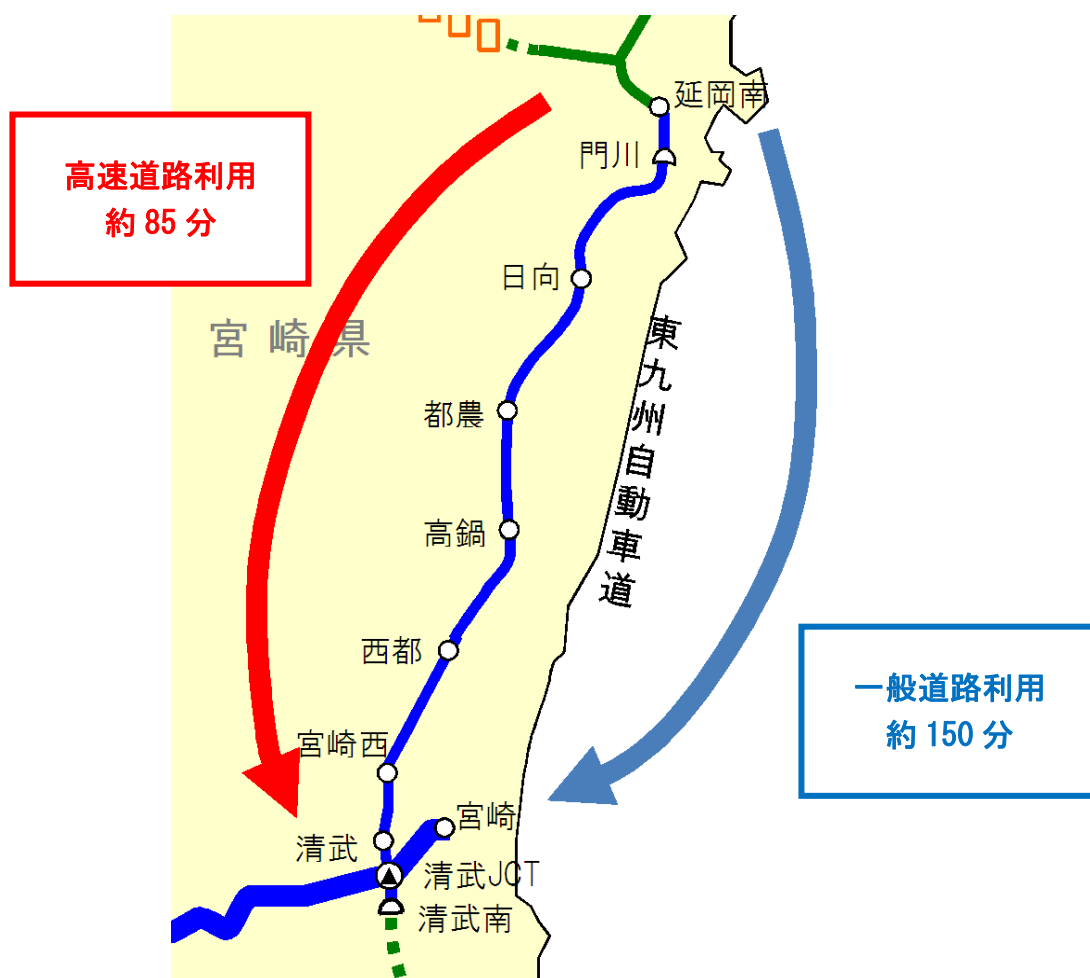 延岡南
門川
高速道路利用
約 85 分
日向
宮崎県
東九州自動車道
都農
高鍋
西都
一般道路利用
約 150 分
宮崎西
宮崎
清武
清武JCT
清武南